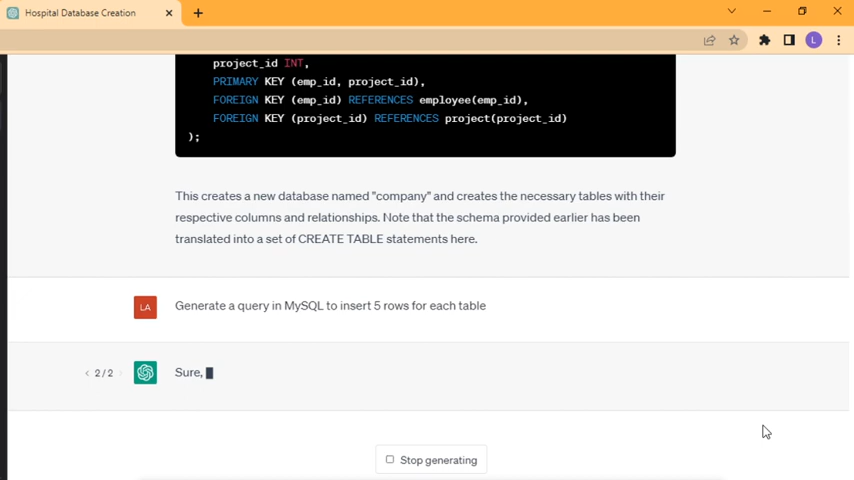 Hospital Database Creation
L
project_id INT,
PRIMARY KEY (emp_id, project_id),
FOREIGN KEY (emp_id) REFERENCES employee(emp_id),
FOREIGN KEY (project_id) REFERENCES project(project_id)
);
This creates a new database named "company" and creates the necessary tables with their
respective columns and relationships. Note that the schema provided earlier has been
translated into a set of CREATE TABLE statements here.
LA
Generate a query in MySQL to insert 5 rows for each table
< 2 / 2 >
Sure,
Stop generating